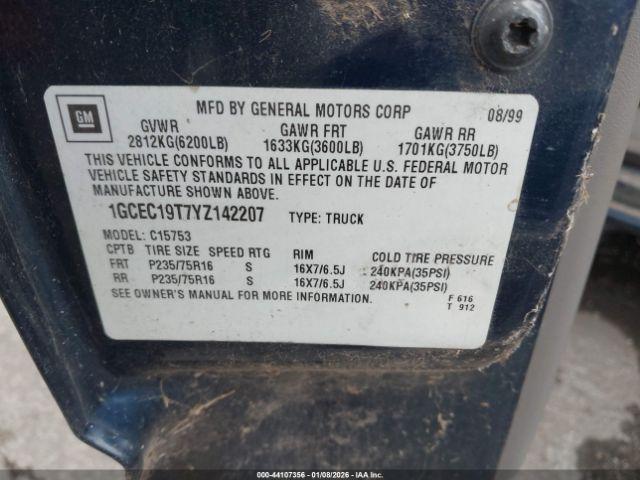 GM
MFD BY GENERAL MOTORS CORP 08/99
GVWR GAWR FRT GAWR RR
2812KG(6200LB) 1633KG(3600LB) 1701KG(3750LB)
THIS VEHICLE CONFORMS TO ALL APPLICABLE U.S. FEDERAL MOTOR
VEHICLE SAFETY STANDARDS IN EFFECT ON THE DATE OF
MANUFACTURE SHOWN ABOVE.
1GCEC19T7YZ142207 TYPE: TRUCK
MODEL: C15753
CPTB TIRE SIZE SPEED RTG RIM COLD TIRE PRESSURE
FRT P235/75R16 S 16X7/6.5J 240KPA(35PSI)
RR P235/75R16 S 16X7/6.5J 240KPA(35PSI)
SEE OWNER'S MANUAL FOR MORE INFORMATION.
F 616
T 912
000-44107356 - 01/08/2026 - IAA Inc.